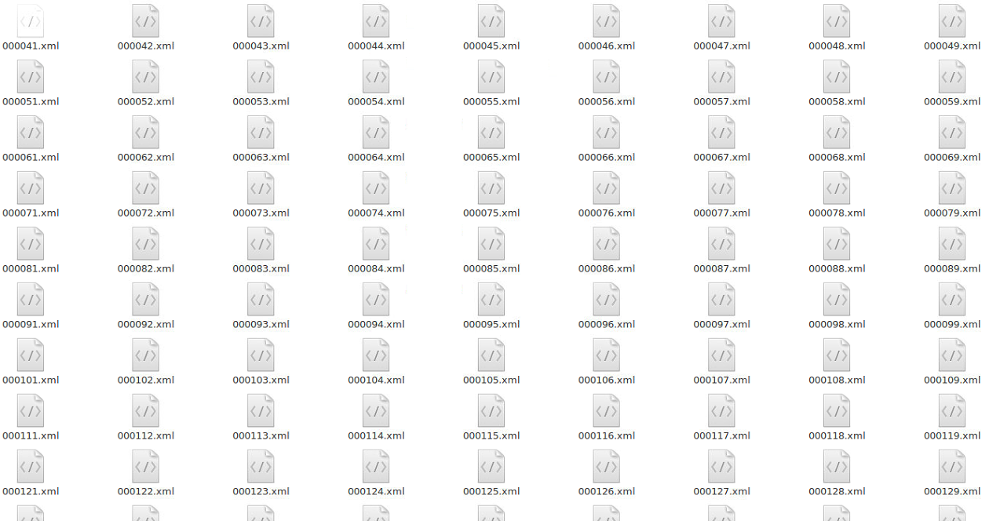 000041.xml 000042.xml 000043.xml 000044.xml 000045.xml 000046.xml 000047.xml 000048.xml 000049.xml
000051.xml 000052.xml 000053.xml 000054.xml 000055.xml 000056.xml 000057.xml 000058.xml 000059.xml
000061.xml 000062.xml 000063.xml 000064.xml 000065.xml 000066.xml 000067.xml 000068.xml 000069.xml
000071.xml 000072.xml 000073.xml 000074.xml 000075.xml 000076.xml 000077.xml 000078.xml 000079.xml
000081.xml 000082.xml 000083.xml 000084.xml 000085.xml 000086.xml 000087.xml 000088.xml 000089.xml
000091.xml 000092.xml 000093.xml 000094.xml 000095.xml 000096.xml 000097.xml 000098.xml 000099.xml
000101.xml 000102.xml 000103.xml 000104.xml 000105.xml 000106.xml 000107.xml 000108.xml 000109.xml
000111.xml 000112.xml 000113.xml 000114.xml 000115.xml 000116.xml 000117.xml 000118.xml 000119.xml
000121.xml 000122.xml 000123.xml 000124.xml 000125.xml 000126.xml 000127.xml 000128.xml 000129.xml